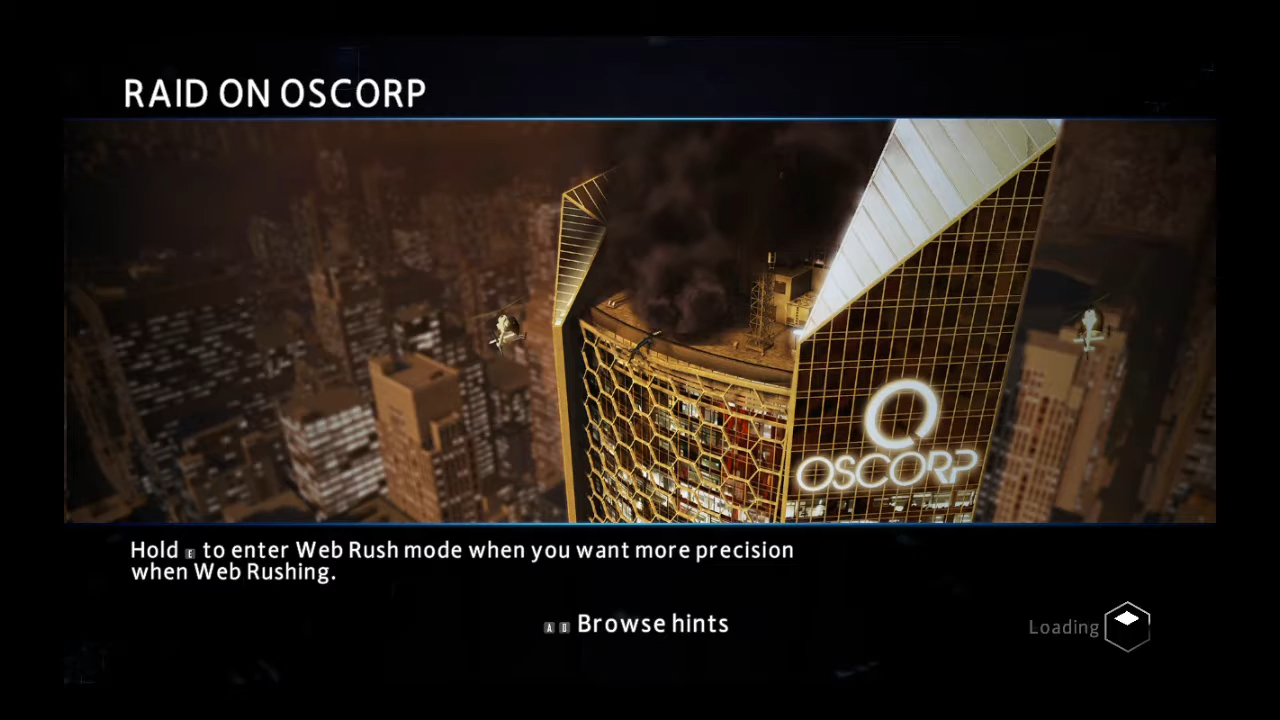 RAID ON OSCORP
OSCORP
Hold E to enter Web Rush mode when you want more precision
when Web Rushing.
A D Browse hints
Loading